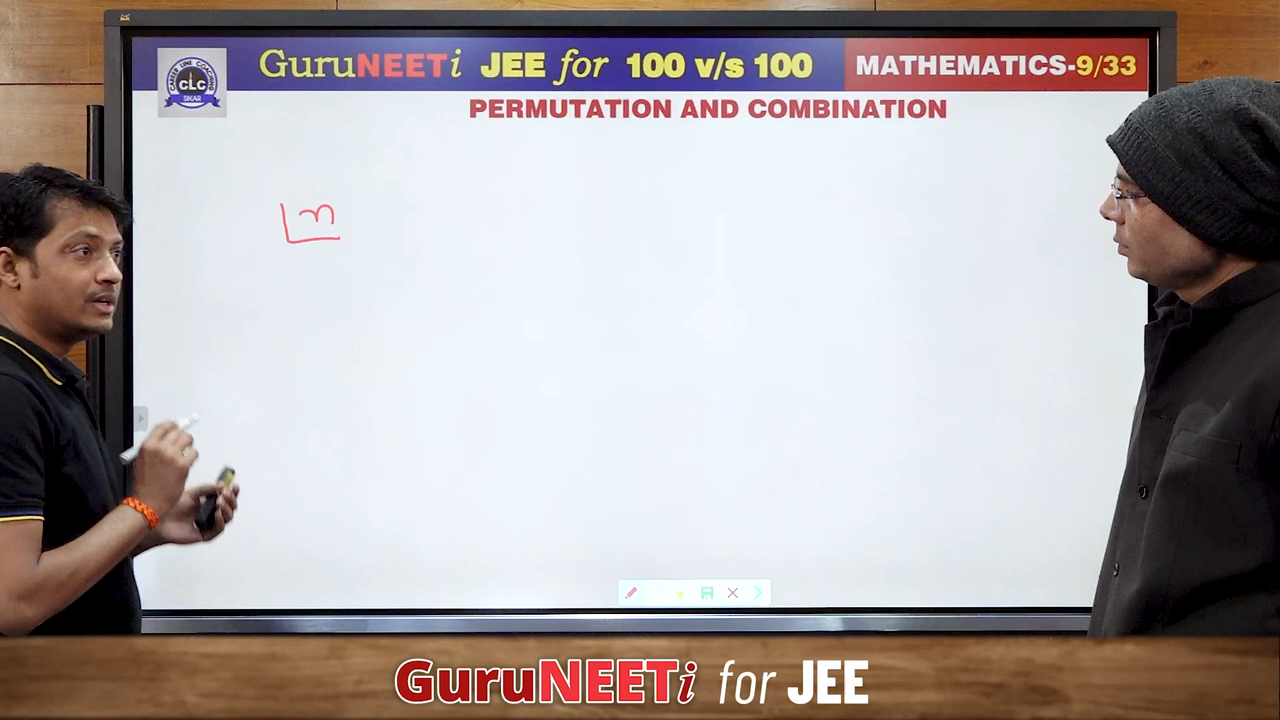 GuruNEETi JEE for 100 v/s 100 MATHEMATICS-9/33
CAREER LINE COACHING
CLC
SIKAR
PERMUTATION AND COMBINATION
n
GuruNEETi for JEE